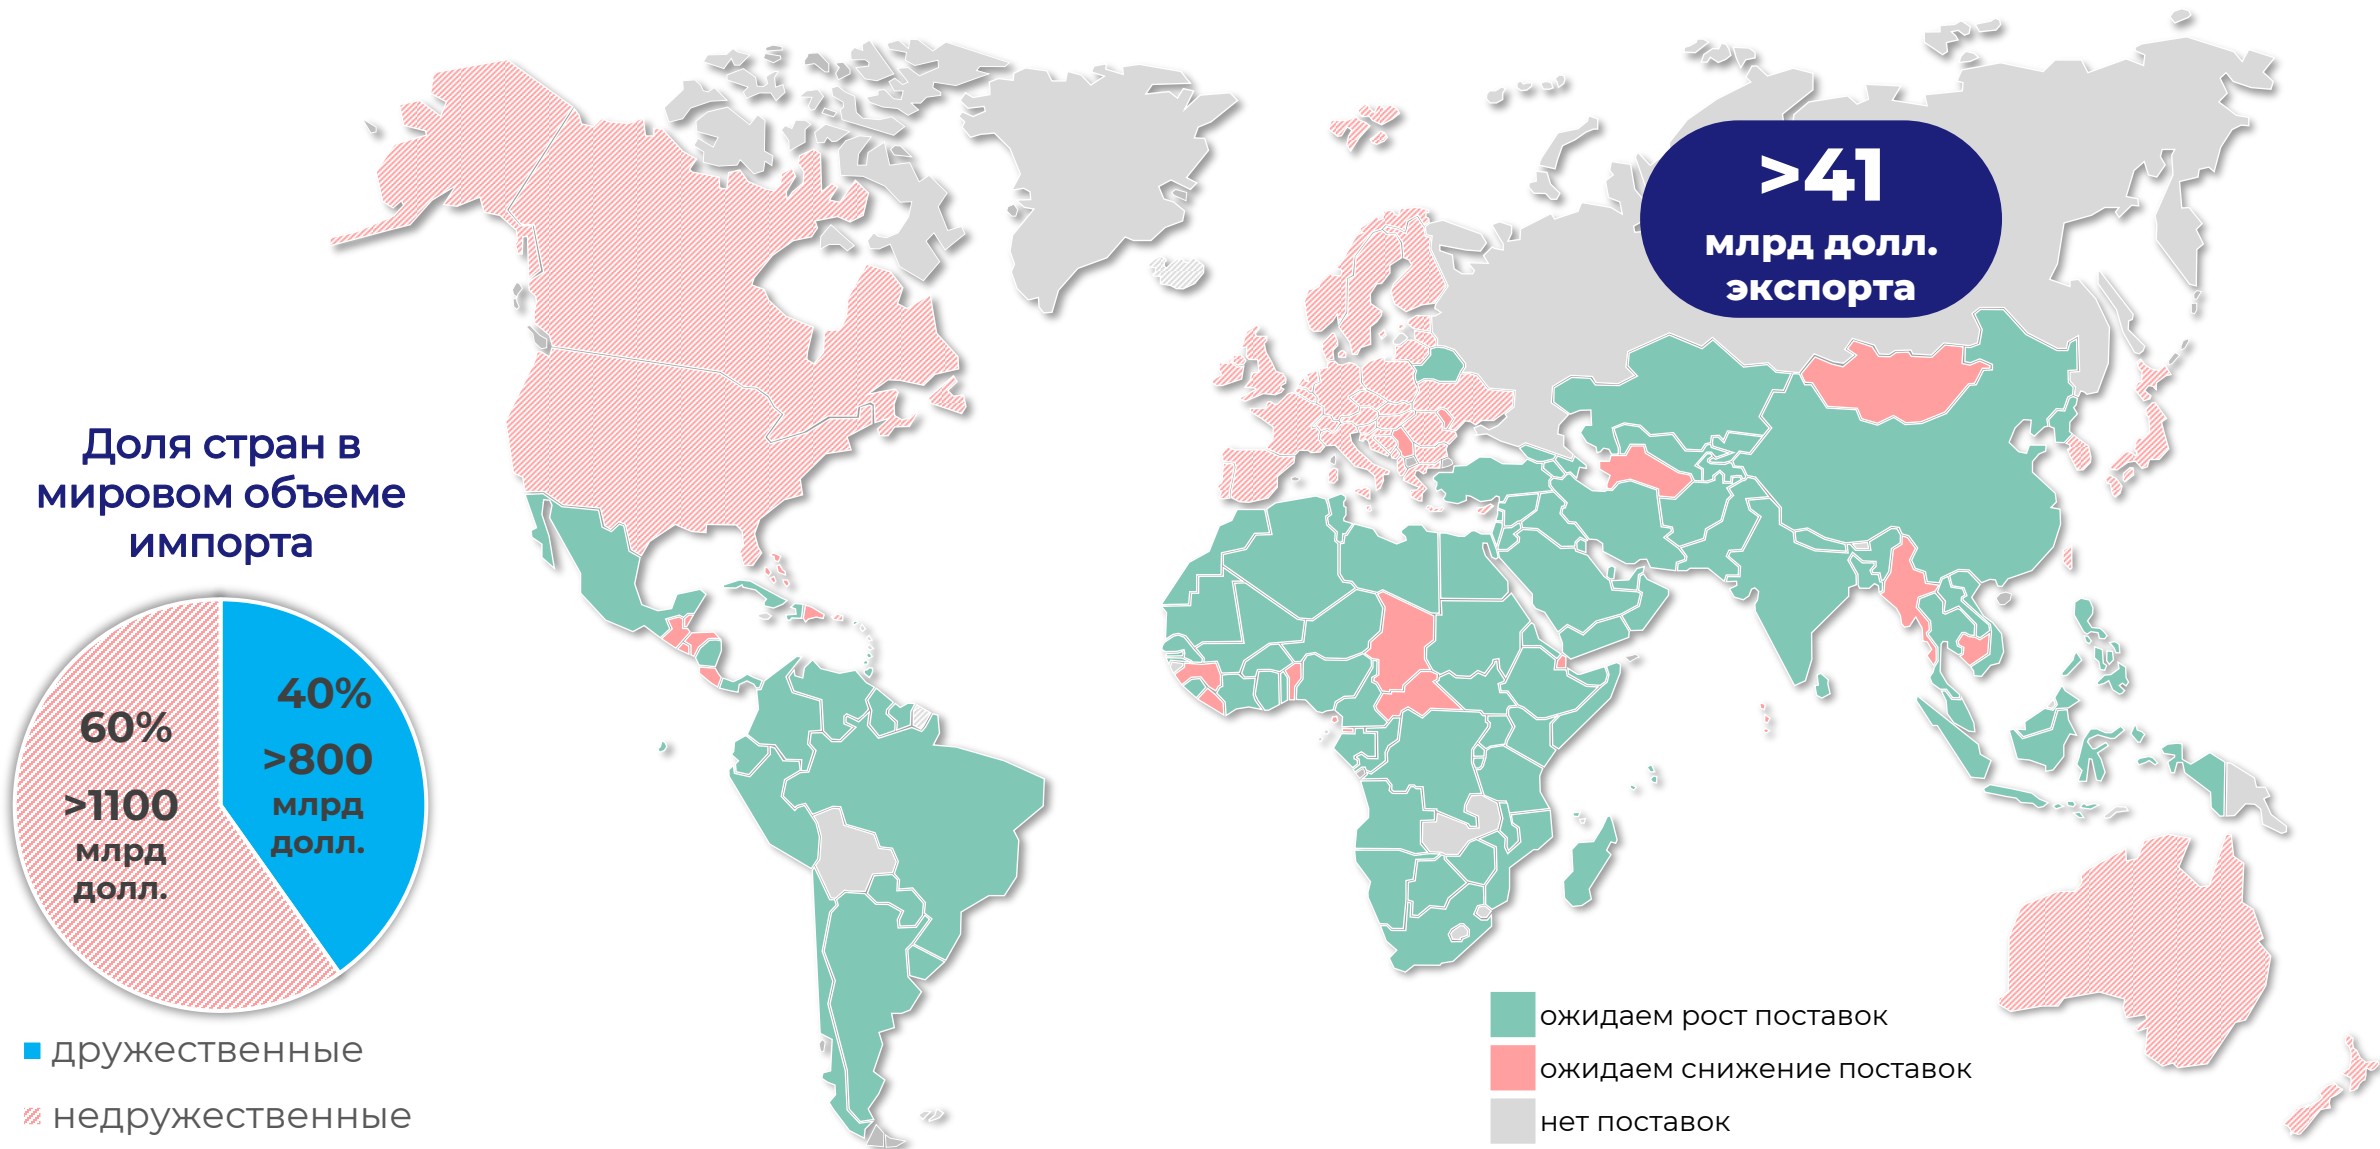 >41
млрд долл.
экспорта
Доля стран в
мировом объеме
импорта
40%
>800
млрд
долл.
60%
>1100
млрд
долл.
дружественные
недружественные
ожидаем рост поставок
ожидаем снижение поставок
нет поставок